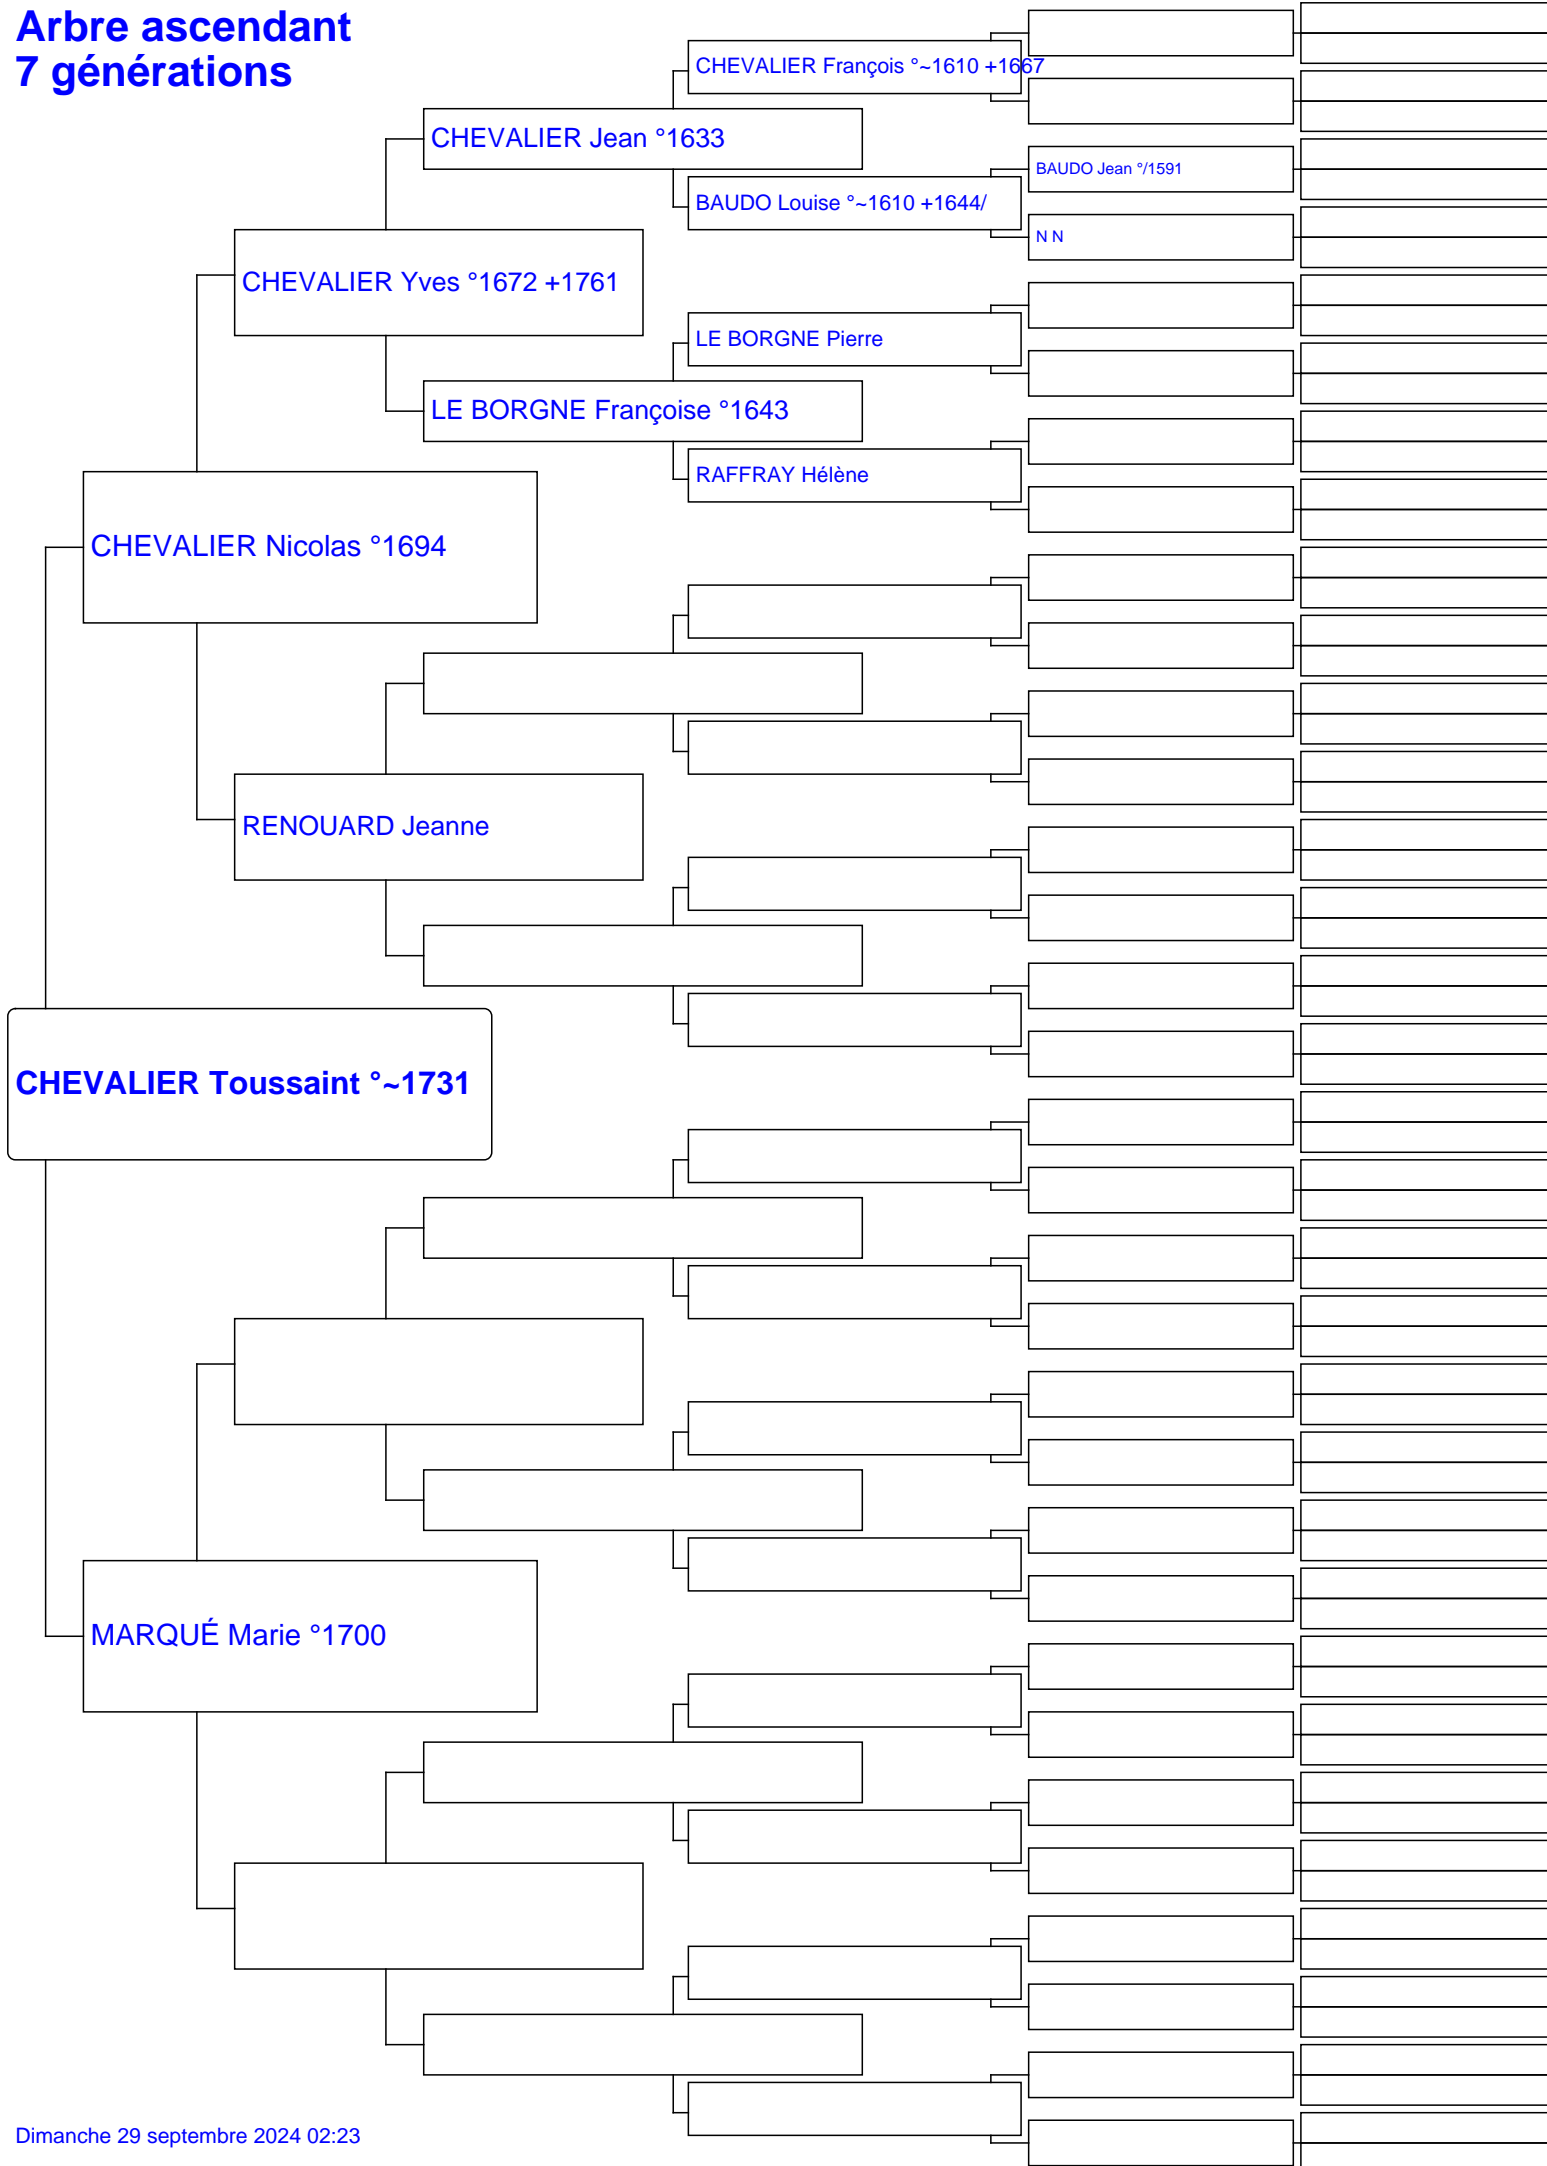 Arbre ascendant
7 générations
CHEVALIER François °~1610 +1667
CHEVALIER Jean °1633
BAUDO Jean °/1591
BAUDO Louise °~1610 +1644/
N N
CHEVALIER Yves °1672 +1761
LE BORGNE Pierre
LE BORGNE Françoise °1643
RAFFRAY Hélène
CHEVALIER Nicolas °1694
RENOUARD Jeanne
CHEVALIER Toussaint °~1731
MARQUÉ Marie °1700
Dimanche 29 septembre 2024 02:23